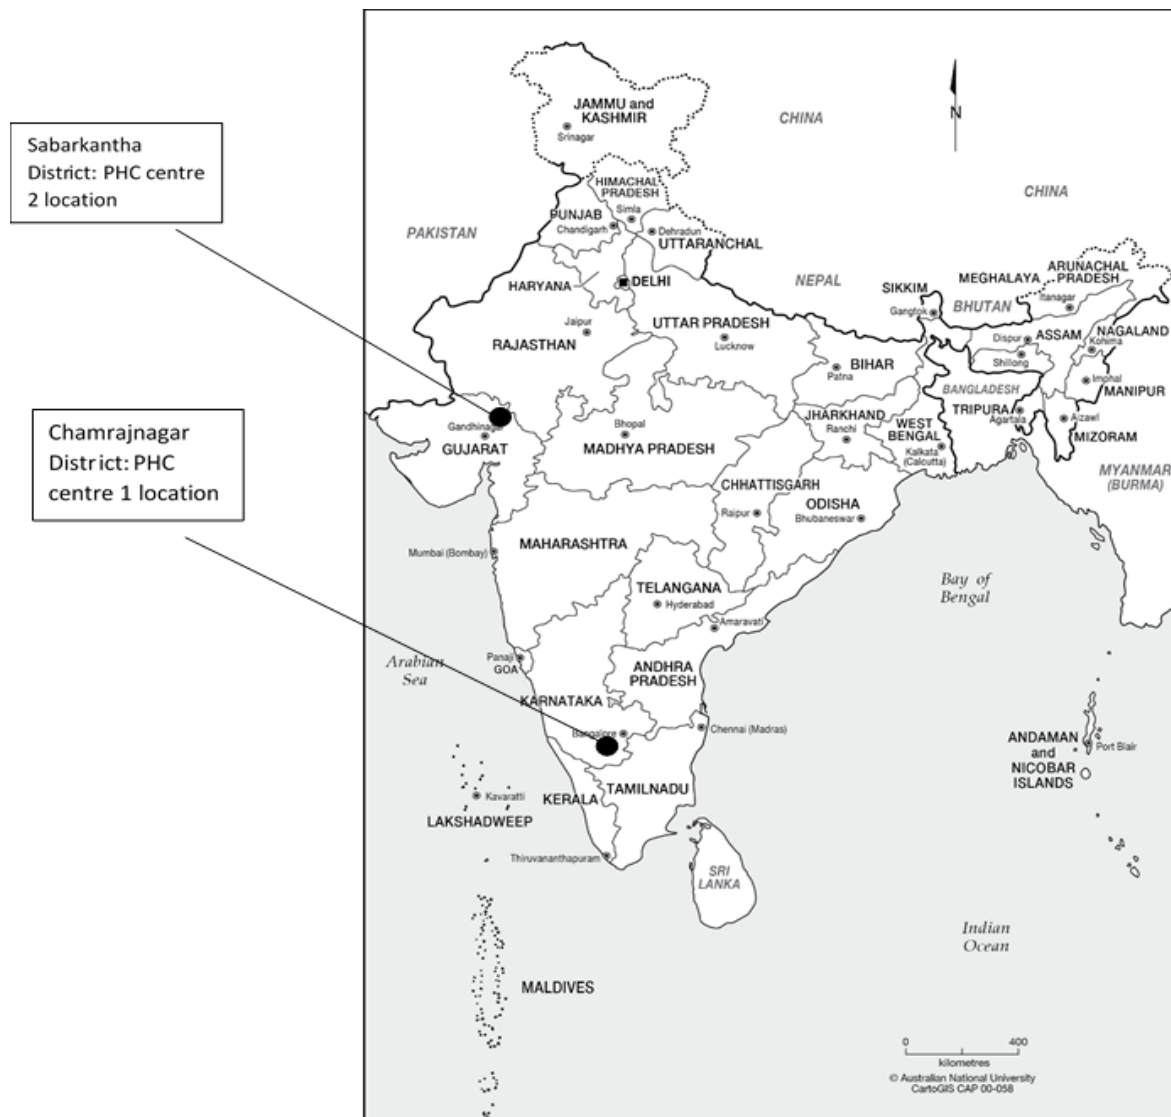 Sabarkantha
District: PHC centre
2 location
Chamrajnagar
District: PHC
centre 1 location
N
JAMMU and
KASHMIR
Srinagar
CHINA
CHINA
HIMACHAL
PRADESH
Simla
PUNJAB
Chandigarh
Dehradun
UTTARANCHAL
PAKISTAN
HARYANA
DELHI
NEPAL
SIKKIM
Gangtok
BHUTAN
MEGHALAYA
ARUNACHAL
PRADESH
Itanagar
Jaipur
RAJASTHAN
UTTAR PRADESH
Lucknow
BIHAR
Patna
Dispur
ASSAM
NAGALAND
Kohima
Shillong
Imphal
MANIPUR
BANGLADESH
TRIPURA
Agartala
Aizawl
MIZORAM
MYANMAR
(BURMA)
Gandhinagar
GUJARAT
Bhopal
MADHYA PRADESH
JHARKHAND
Ranchi
WEST
BENGAL
Kalkata
(Calcutta)
CHHATTISGARH
Raipur
ODISHA
Bhubaneswar
MAHARASHTRA
Mumbai (Bombay)
TELANGANA
Hyderabad
Amaravati
Bay of
Bengal
Arabian
Sea
Panaji
GOA
ANDHRA
PRADESH
KARNATAKA
Bangalore
Chennai (Madras)
ANDAMAN
and
NICOBAR
ISLANDS
Port Blair
Kavaratti
LAKSHADWEEP
KERALA
TAMILNADU
Thiruvananthapuram
SRI
LANKA
Indian
Ocean
MALDIVES
0 400
kilometres
© Australian National University
CartoGIS CAP 00-058